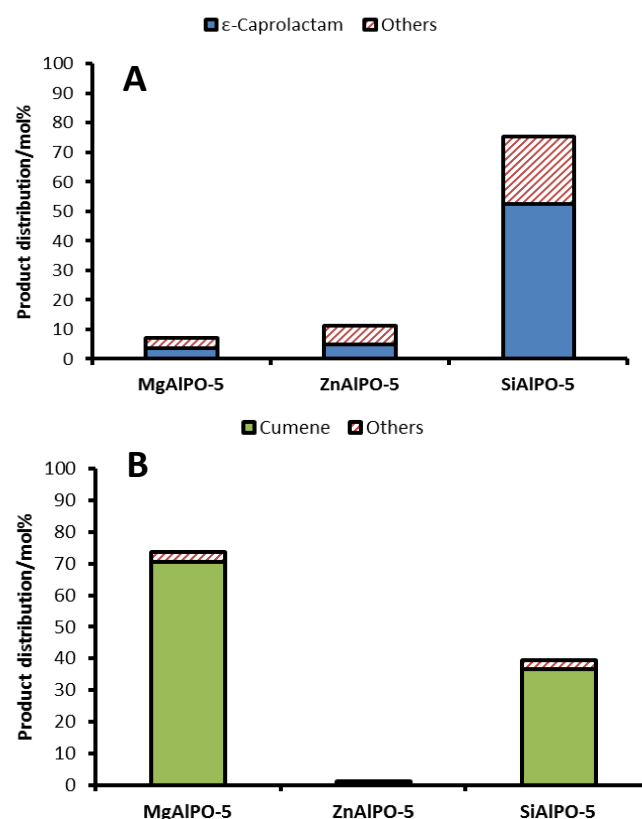 ε-Caprolactam Others
A
Product distribution/mol%
100
90
80
70
60
50
40
30
20
10
0
MgAlPO-5 ZnAlPO-5 SiAlPO-5
Cumene Others
B
Product distribution/mol%
100
90
80
70
60
50
40
30
20
10
0
MgAlPO-5 ZnAlPO-5 SiAlPO-5